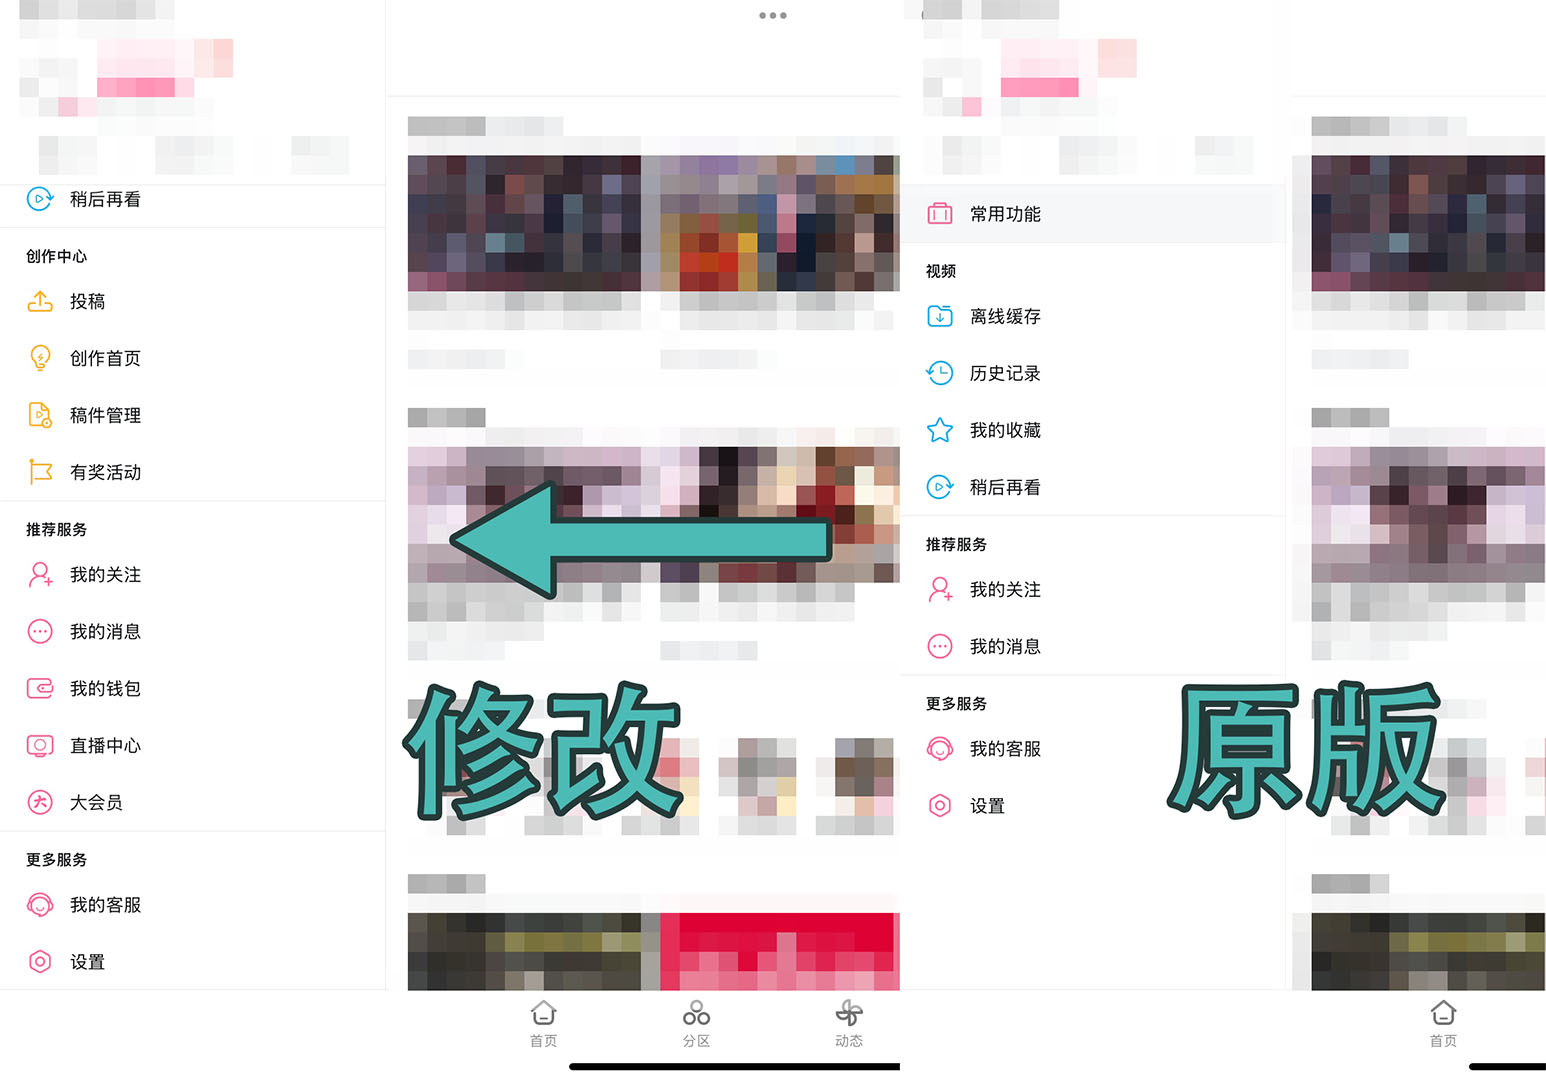 稍后再看
创作中心
投稿
创作首页
稿件管理
有奖活动
推荐服务
我的关注
我的消息
我的钱包
直播中心
大会员
更多服务
我的客服
设置
修改
首页
分区
动态
常用功能
视频
离线缓存
历史记录
我的收藏
稍后再看
推荐服务
我的关注
我的消息
更多服务
我的客服
设置
原版
首页